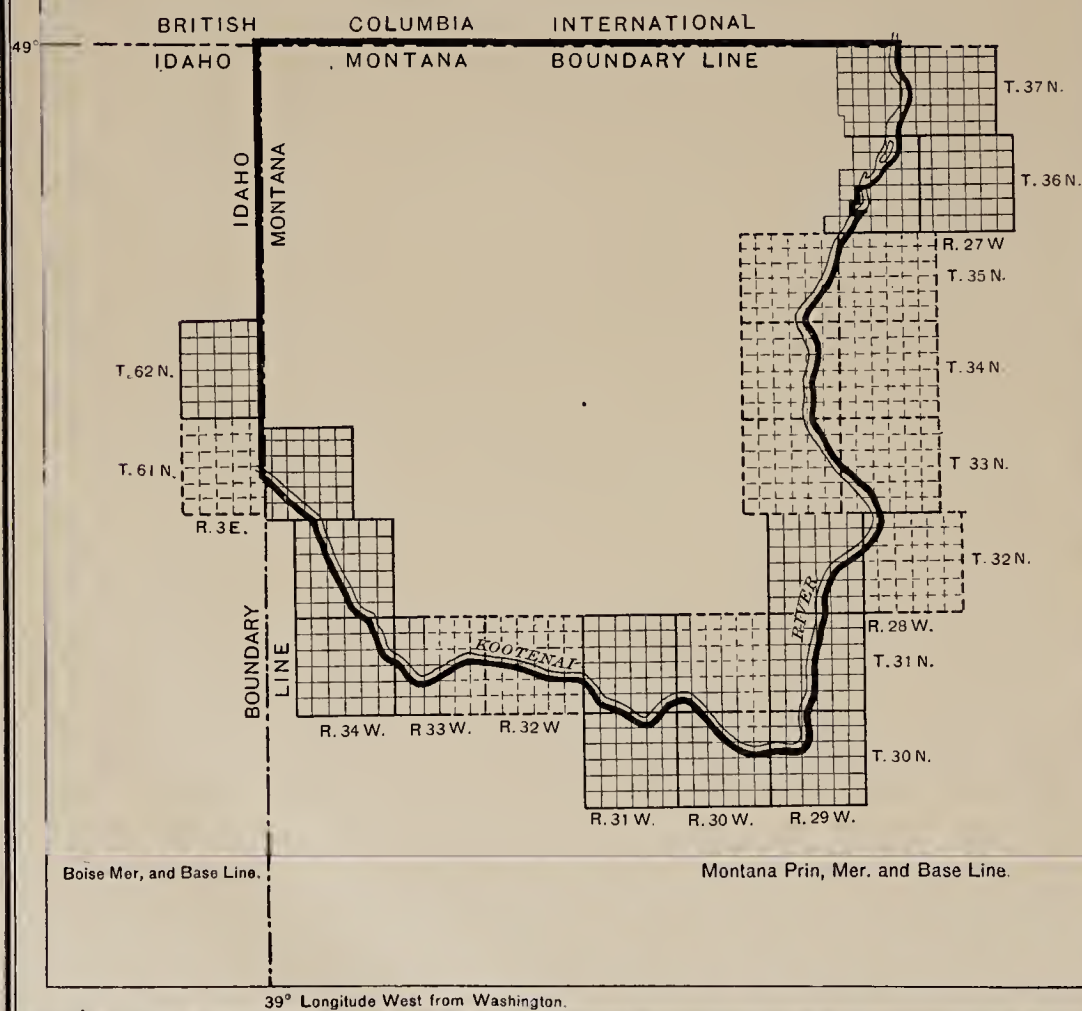 BRITISH COLUMBIA INTERNATIONAL
49°
IDAHO MONTANA BOUNDARY LINE
T. 37 N.
IDAHO
MONTANA
T. 36 N.
R. 27 W
T. 35 N.
T. 62 N.
T. 34 N.
T. 61 N.
T 33 N.
R. 3 E.
T. 32 N.
RIVER
R. 28 W.
BOUNDARY
LINE
KOOTENAI
T. 31 N.
R. 34 W. R 33 W. R. 32 W
T. 30 N.
R. 31 W. R. 30 W. R. 29 W.
Boise Mer, and Base Line. Montana Prin, Mer. and Base Line.
39° Longitude West from Washington.